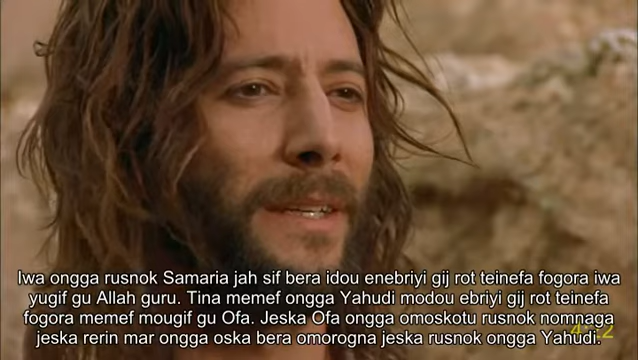 Iwa ongga rusnok Samaria jah sif bera idou enebriyi gij rot teinefa fogora iwa
yugif gu Allah guru. Tina memef ongga Yahudi modou ebriyi gij rot teinefa
fogora memef mougif gu Ofa. Jeska Ofa ongga omoskotu rusnok nomnaga
jeska rerin mar ongga oska bera omorogna jeska rusnok ongga Yahudi.